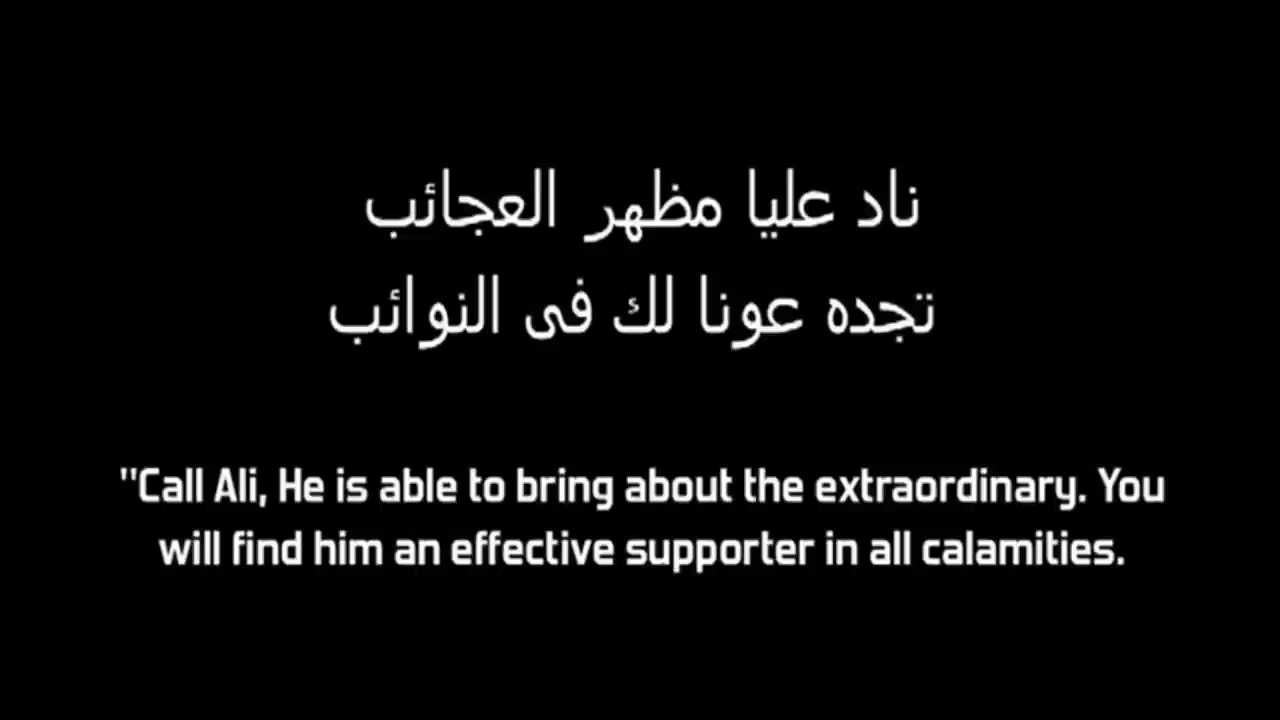 ناد عليا مظهر العجائب
تجده عونا لك فى النوائب
"Call Ali, He is able to bring about the extraordinary. You
will find him an effective supporter in all calamities.